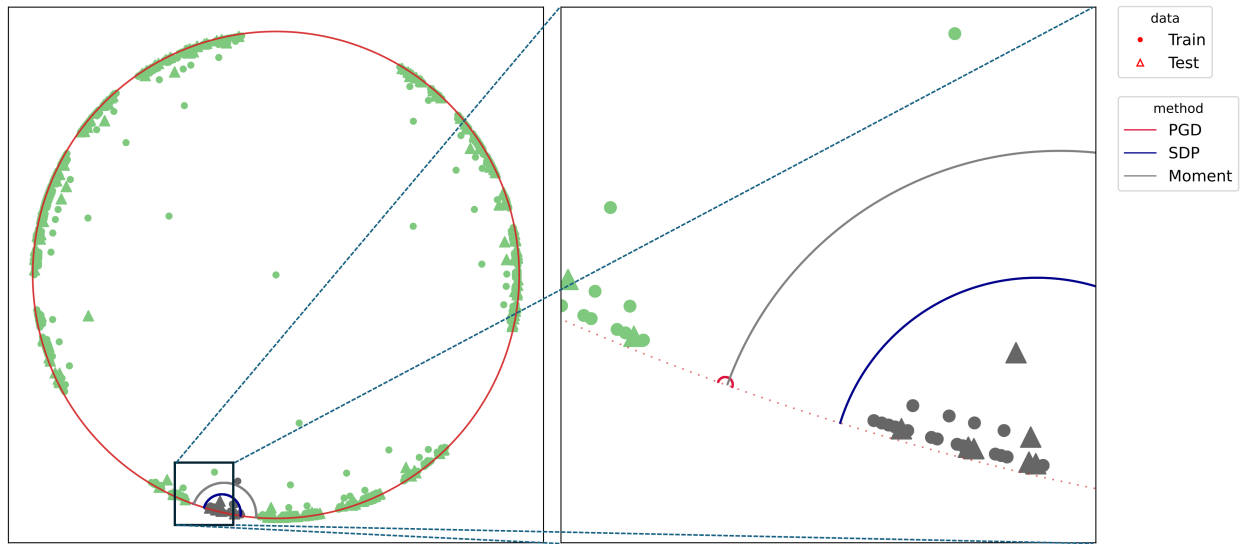 data
Train
Test
method
PGD
SDP
Moment